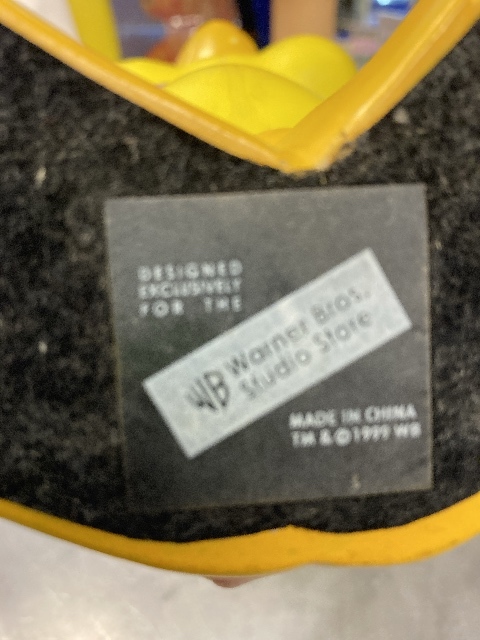 DESIGNED
EXCLUSIVELY
FOR THE
WB Warner Bros.
Studio Store
MADE IN CHINA
TM & © 1999 WB